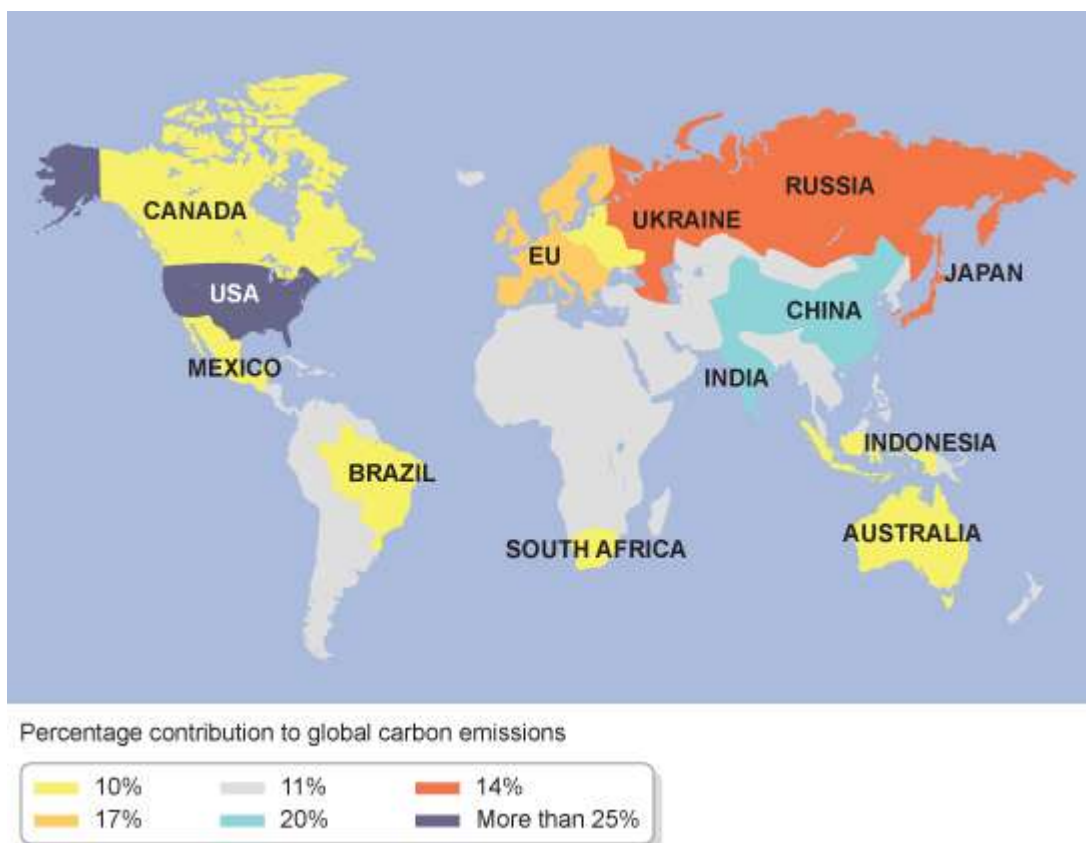 CANADA
RUSSIA
UKRAINE
EU
JAPAN
USA
CHINA
MEXICO
INDIA
INDONESIA
BRAZIL
AUSTRALIA
SOUTH AFRICA
Percentage contribution to global carbon emissions
10% 11% 14%
17% 20% More than 25%